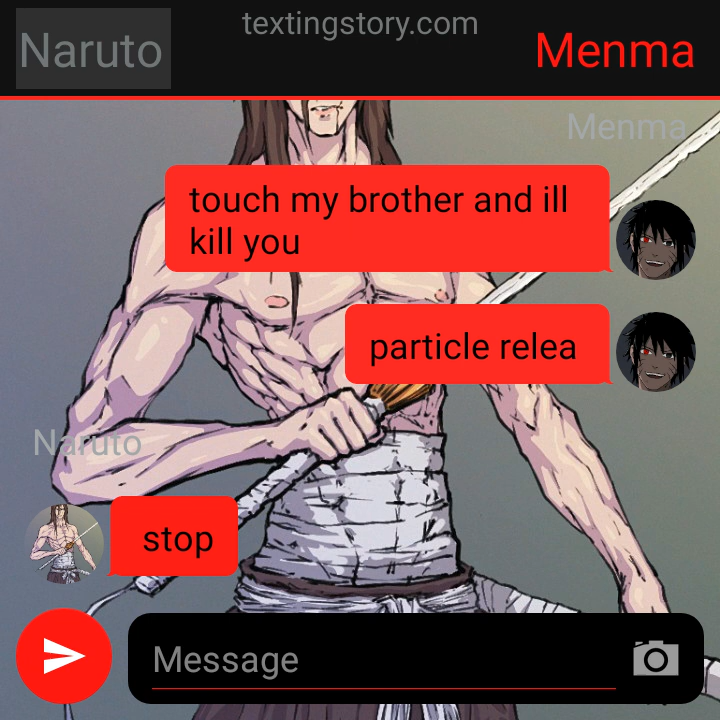 textingstory.com
Naruto
Menma
Menma
touch my brother and ill
kill you
particle relea
Naruto
stop
Message